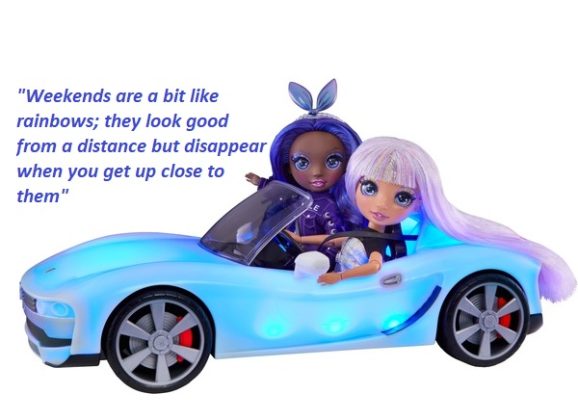 "Weekends are a bit like
rainbows; they look good
from a distance but disappear
when you get up close to
them"